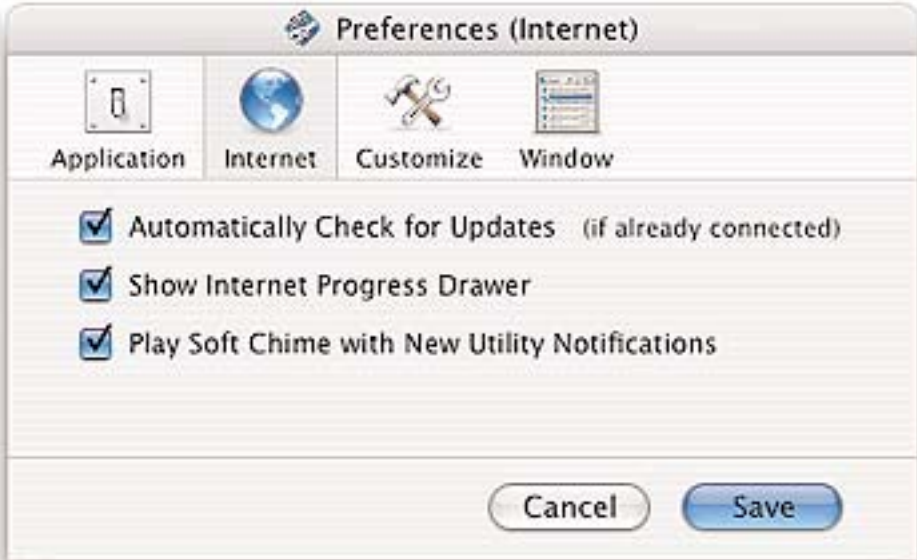 Preferences (Internet)
Application Internet Customize Window
Automatically Check for Updates (if already connected)
Show Internet Progress Drawer
Play Soft Chime with New Utility Notifications
Cancel Save